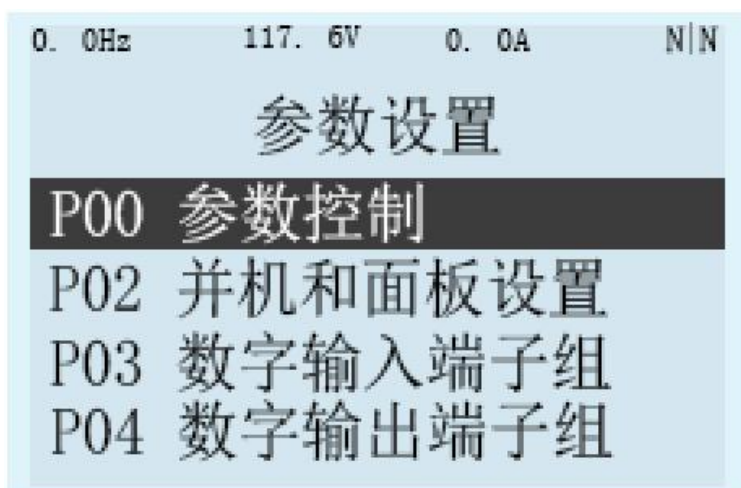 0. 0Hz 117. 6V 0. 0A N|N
参数设置
P00 参数控制
P02 并机和面板设置
P03 数字输入端子组
P04 数字输出端子组